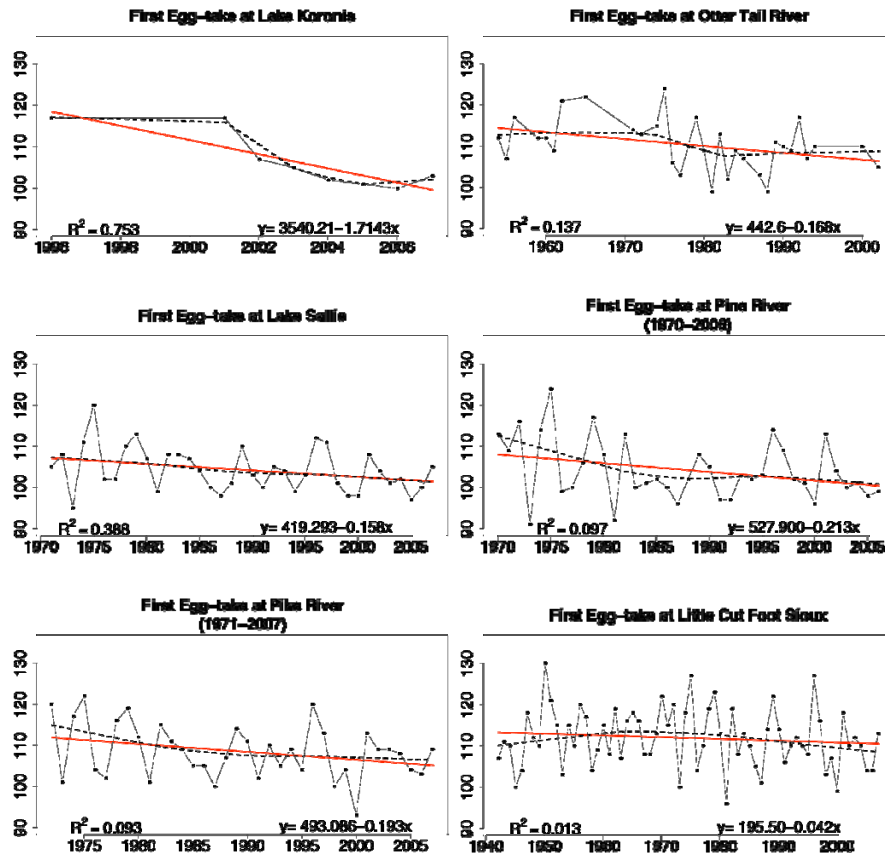 First Egg–take at Lake Koronis
130
120
110
100
90
R² = 0.753
y= 3540.21–1.7143x
1996 1998 2000 2002 2004 2006
First Egg–take at Otter Tail River
130
120
110
100
90
R² = 0.137
y= 442.6–0.168x
1960 1970 1980 1990 2000
First Egg–take at Lake Sallie
130
120
110
100
90
R² = 0.388
y= 419.293–0.158x
1970 1975 1980 1985 1990 1995 2000 2005
First Egg–take at Pine River
(1970–2006)
130
120
110
100
90
R² = 0.097
y= 527.900–0.213x
1970 1975 1980 1985 1990 1995 2000 2005
First Egg–take at Pike River
(1971–2007)
130
120
110
100
90
R² = 0.093
y= 493.086–0.193x
1975 1980 1985 1990 1995 2000 2005
First Egg–take at Little Cut Foot Sioux
130
120
110
100
90
R² = 0.013
y= 195.50–0.042x
1940 1950 1960 1970 1980 1990 2000